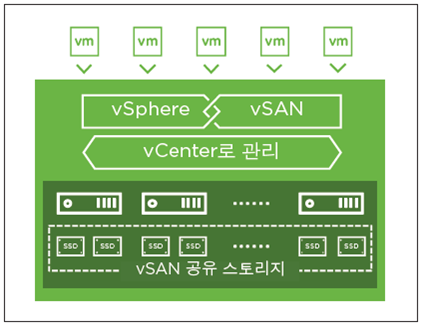 vm vm vm vm vm
vSphere vSAN
vCenter로 관리
SSD SSD SSD SSD SSD SSD
vSAN 공유 스토리지